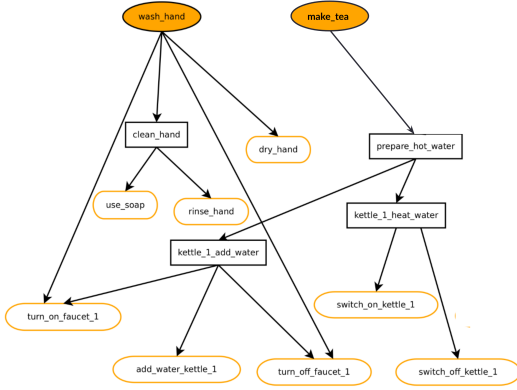 wash_hand
make_tea
clean_hand
dry_hand
prepare_hot_water
use_soap
rinse_hand
kettle_1_heat_water
kettle_1_add_water
switch_on_kettle_1
turn_on_faucet_1
add_water_kettle_1
turn_off_faucet_1
switch_off_kettle_1